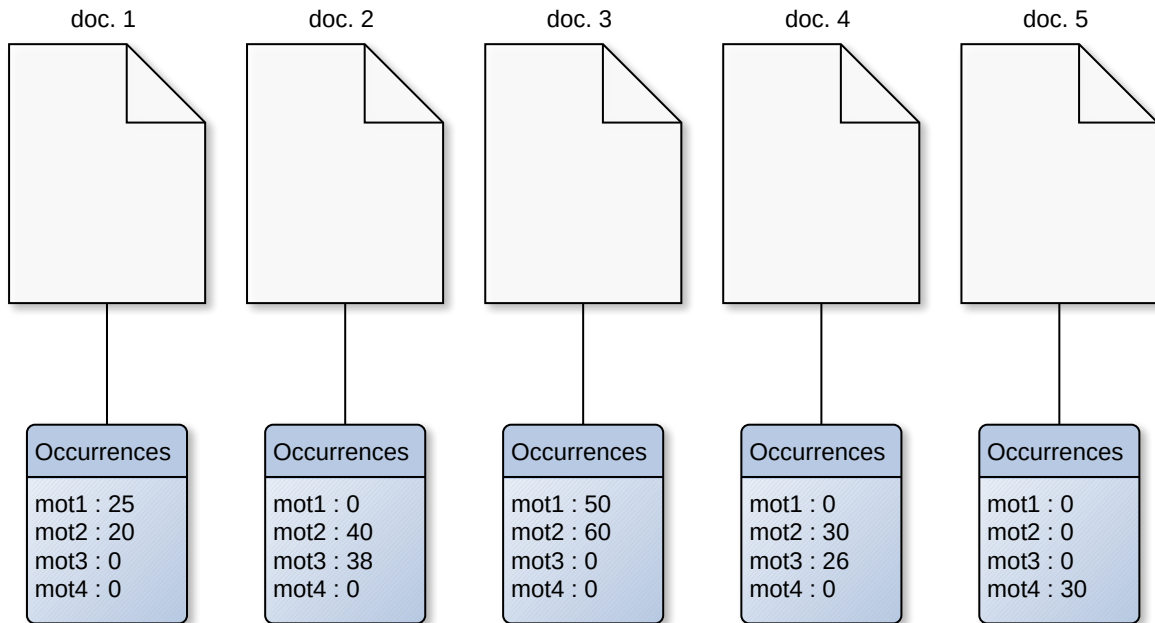 doc. 1
doc. 2
doc. 3
doc. 4
doc. 5
Occurrences
mot1 : 25
mot2 : 20
mot3 : 0
mot4 : 0
Occurrences
mot1 : 0
mot2 : 40
mot3 : 38
mot4 : 0
Occurrences
mot1 : 50
mot2 : 60
mot3 : 0
mot4 : 0
Occurrences
mot1 : 0
mot2 : 30
mot3 : 26
mot4 : 0
Occurrences
mot1 : 0
mot2 : 0
mot3 : 0
mot4 : 30